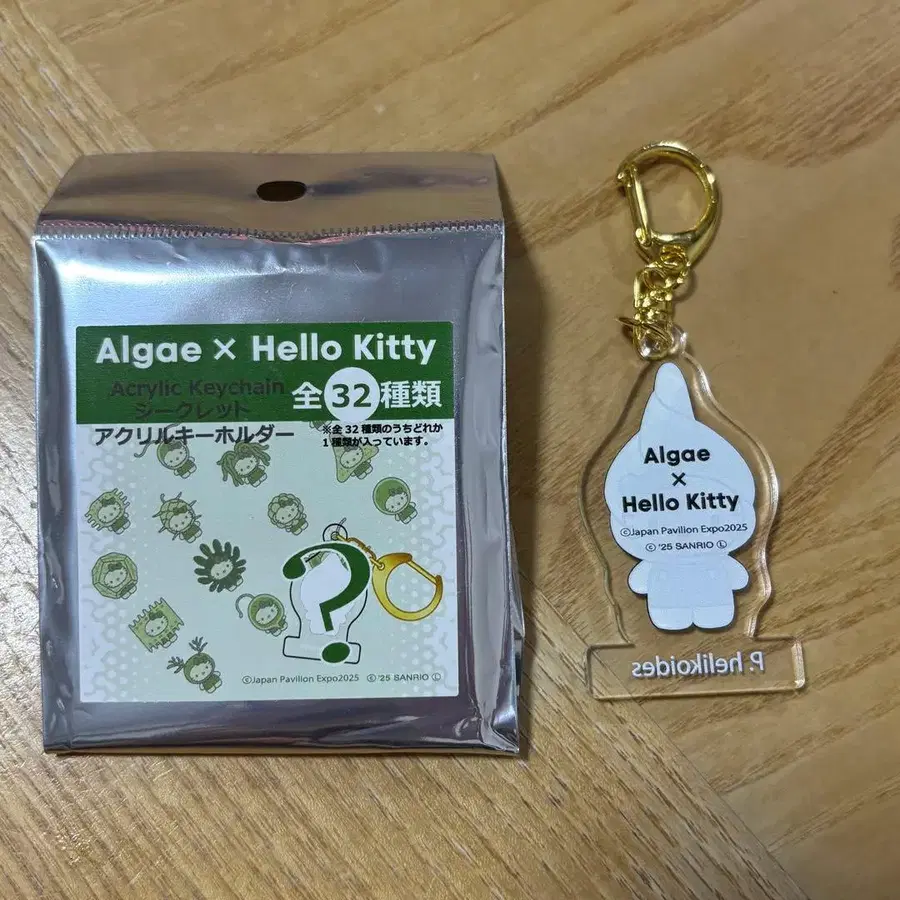 Algae × Hello Kitty
Acrylic Keychain
シークレット
アクリルキーホルダー
全32種類
※全32種類のうちどれか
1種類が入っています。
?
©Japan Pavilion Expo2025 © '25 SANRIO Ⓛ
Algae
×
Hello Kitty
©Japan Pavilion Expo2025
© '25 SANRIO Ⓛ
P. helikoides